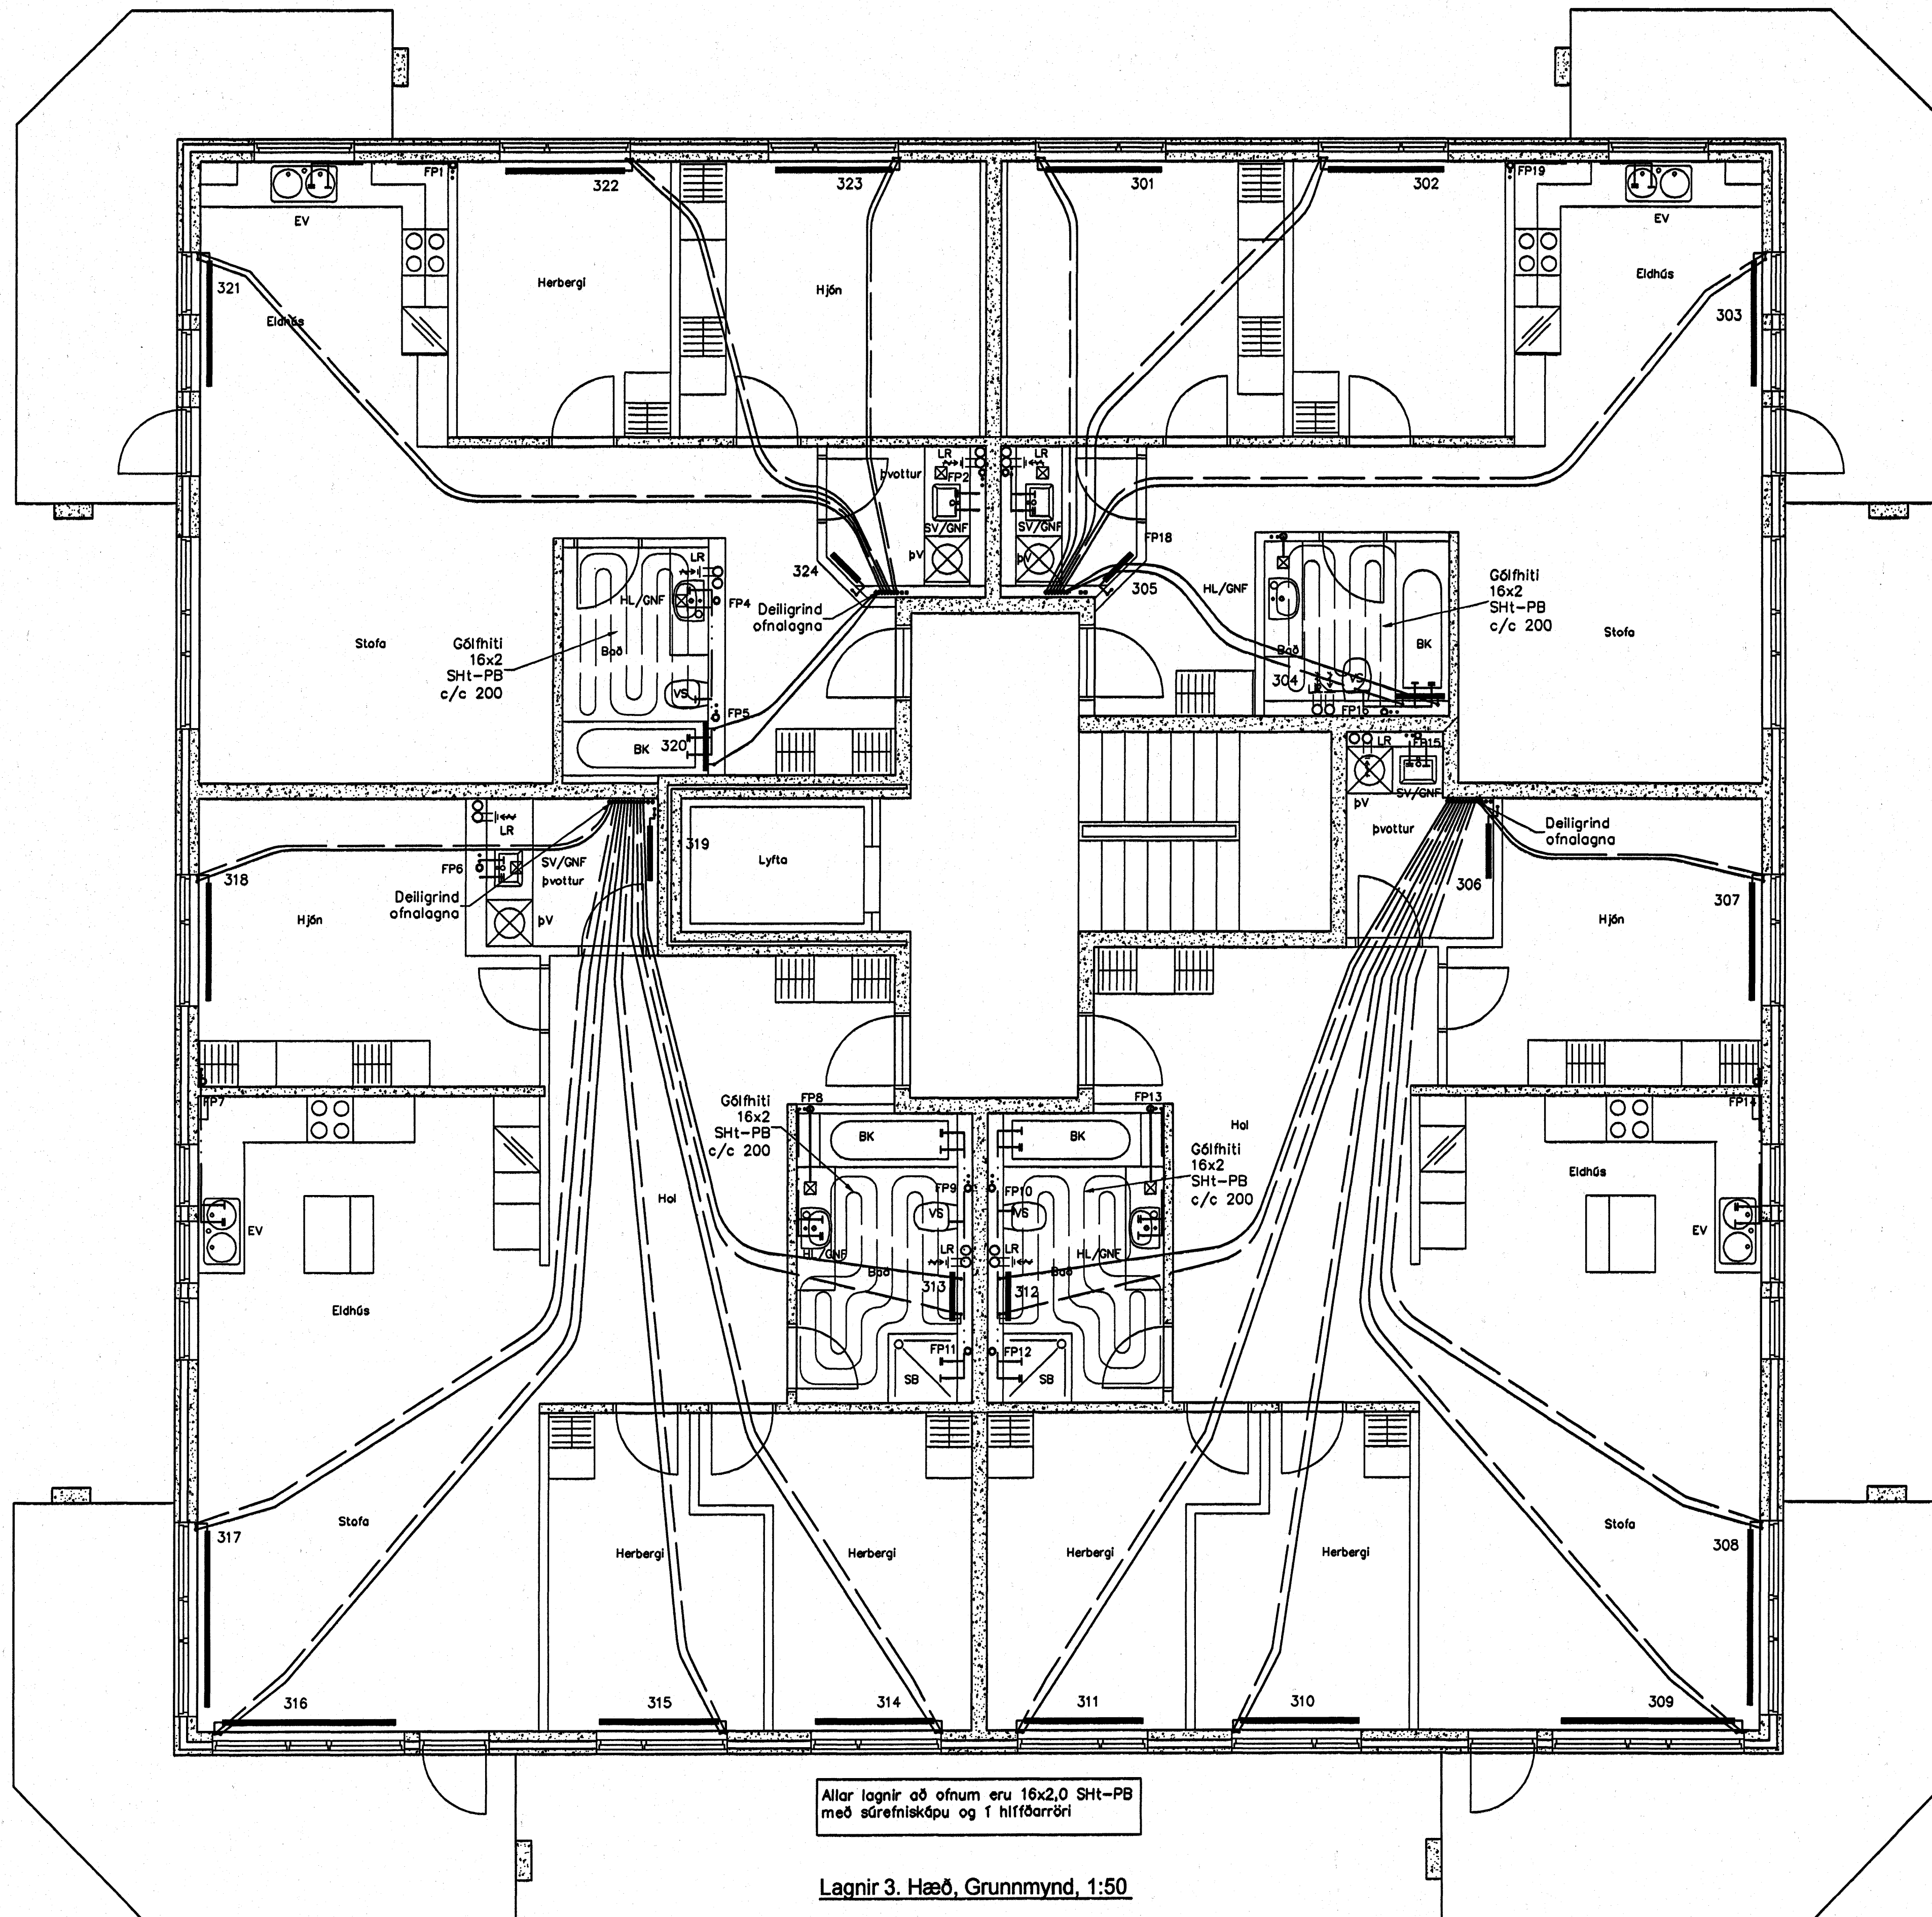 FP1
322
323
301
302
FP19
EV
EV
Herbergi
Hjón
Eldhús
321
Eldhús
303
LR
LR
þvottur
FP2
SV/GNF
SV/GNF
FP18
þV
þV
LR
324
305
HL/GNF
HL/GNF
FP4
Deiligrind
ofnalagna
Gólfhiti
16x2
SHt-PB
c/c 200
Stofa
Stofa
Gólfhiti
16x2
SHt-PB
c/c 200
Bað
Bað
BK
VS
304
VS
FP5
FP16
BK
320
LR
FP15
þV
SV/GNF
LR
319
Lyfta
þvottur
Deiligrind
ofnalagna
FP6
SV/GNF
þvottur
318
306
307
Deiligrind
ofnalagna
þV
Hjón
Hjón
FP7
FP8
FP13
FP14
Gólfhiti
16x2
SHt-PB
c/c 200
BK
BK
Hol
Gólfhiti
16x2
SHt-PB
c/c 200
Eldhús
Hol
FP9
FP10
VS
VS
EV
EV
HL/GNF
LR
LR
HL/GNF
Bað
Bað
313
312
Eldhús
FP11
FP12
SB
SB
Stofa
Stofa
317
308
Herbergi
Herbergi
Herbergi
Herbergi
316
315
314
311
310
309
Allar lagnir að ofnum eru 16x2,0 SHt-PB
með súrefniskápu og í hlífðarröri
Lagnir 3. Hæð, Grunnmynd, 1:50